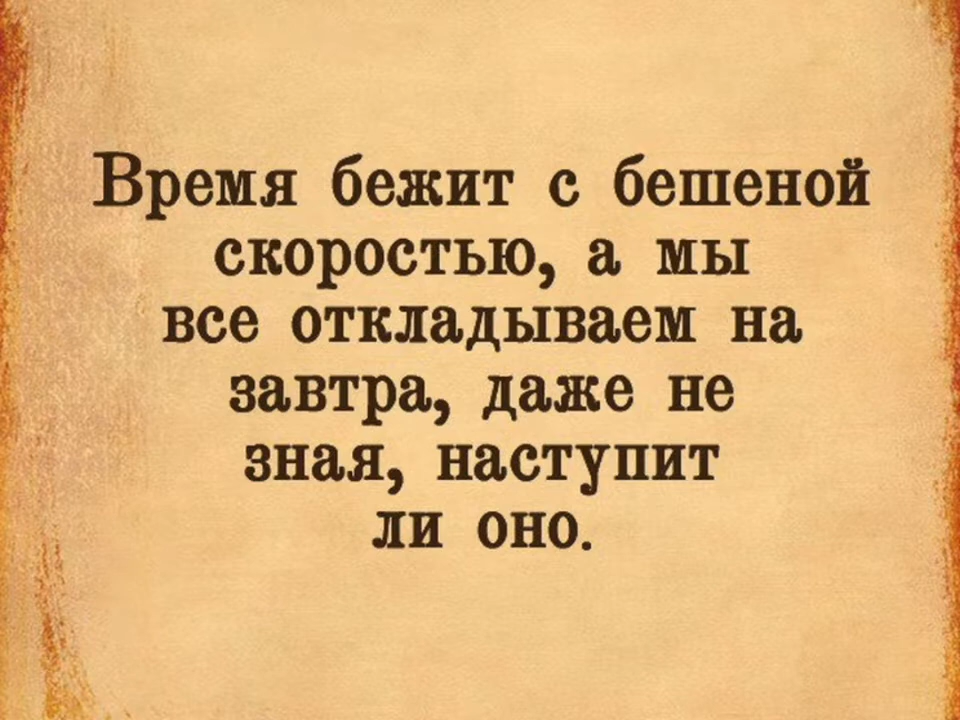 Время бежит с бешеной
скоростью, а мы
все откладываем на
завтра, даже не
зная, наступит
ли оно.